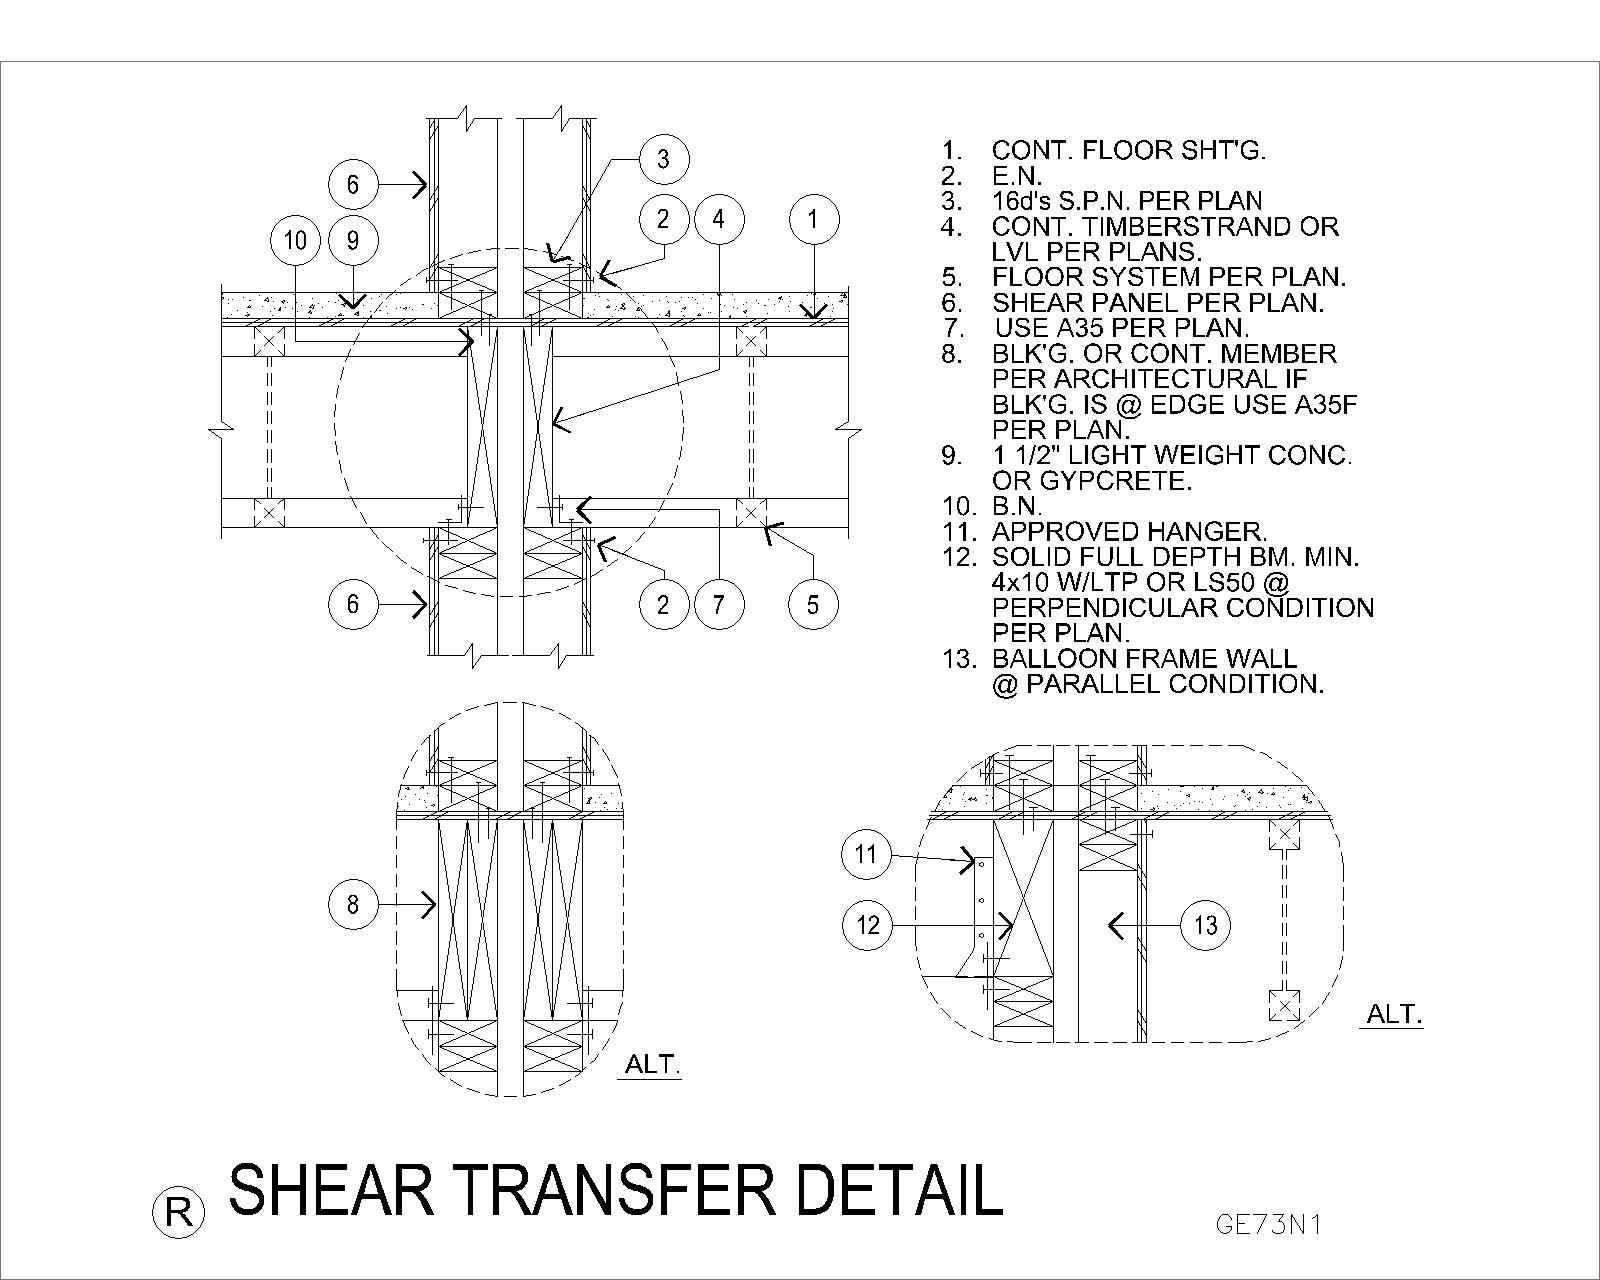 6
3
2
4
1
10
9
6
2
7
5
1. CONT. FLOOR SHT'G.
2. E.N.
3. 16d's S.P.N. PER PLAN
4. CONT. TIMBERSTRAND OR
LVL PER PLANS.
5. FLOOR SYSTEM PER PLAN.
6. SHEAR PANEL PER PLAN.
7. USE A35 PER PLAN.
8. BLK'G. OR CONT. MEMBER
PER ARCHITECTURAL IF
BLK'G. IS @ EDGE USE A35F
PER PLAN.
9. 1 1/2" LIGHT WEIGHT CONC.
OR GYPCRETE.
10. B.N.
11. APPROVED HANGER.
12. SOLID FULL DEPTH BM. MIN.
4x10 W/LTP OR LS50 @
PERPENDICULAR CONDITION
PER PLAN.
13. BALLOON FRAME WALL
@ PARALLEL CONDITION.
8
ALT.
11
12
13
ALT.
R SHEAR TRANSFER DETAIL
GE73N1